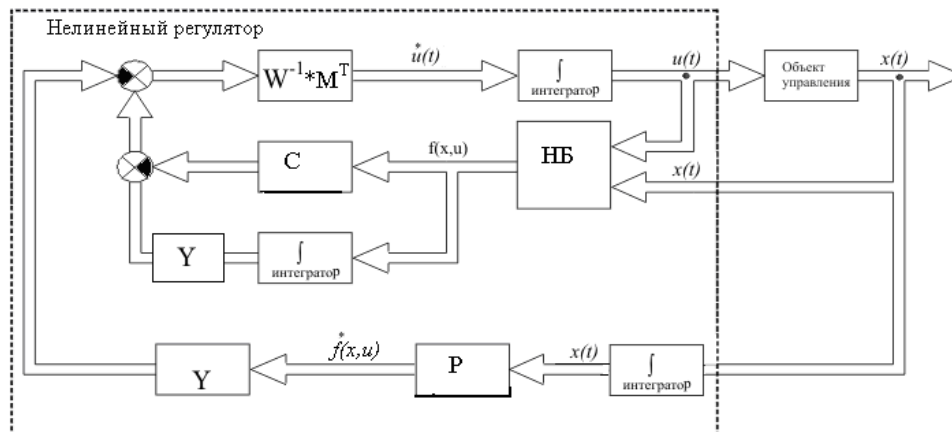 Нелинейный регулятор
W⁻¹*Mᵀ
*
u(t)
∫
интегратор
u(t)
Объект
управления
x(t)
С
f(x,u)
НБ
x(t)
Y
∫
интегратор
Y
*
f(x,u)
P
x(t)
∫
интегратор